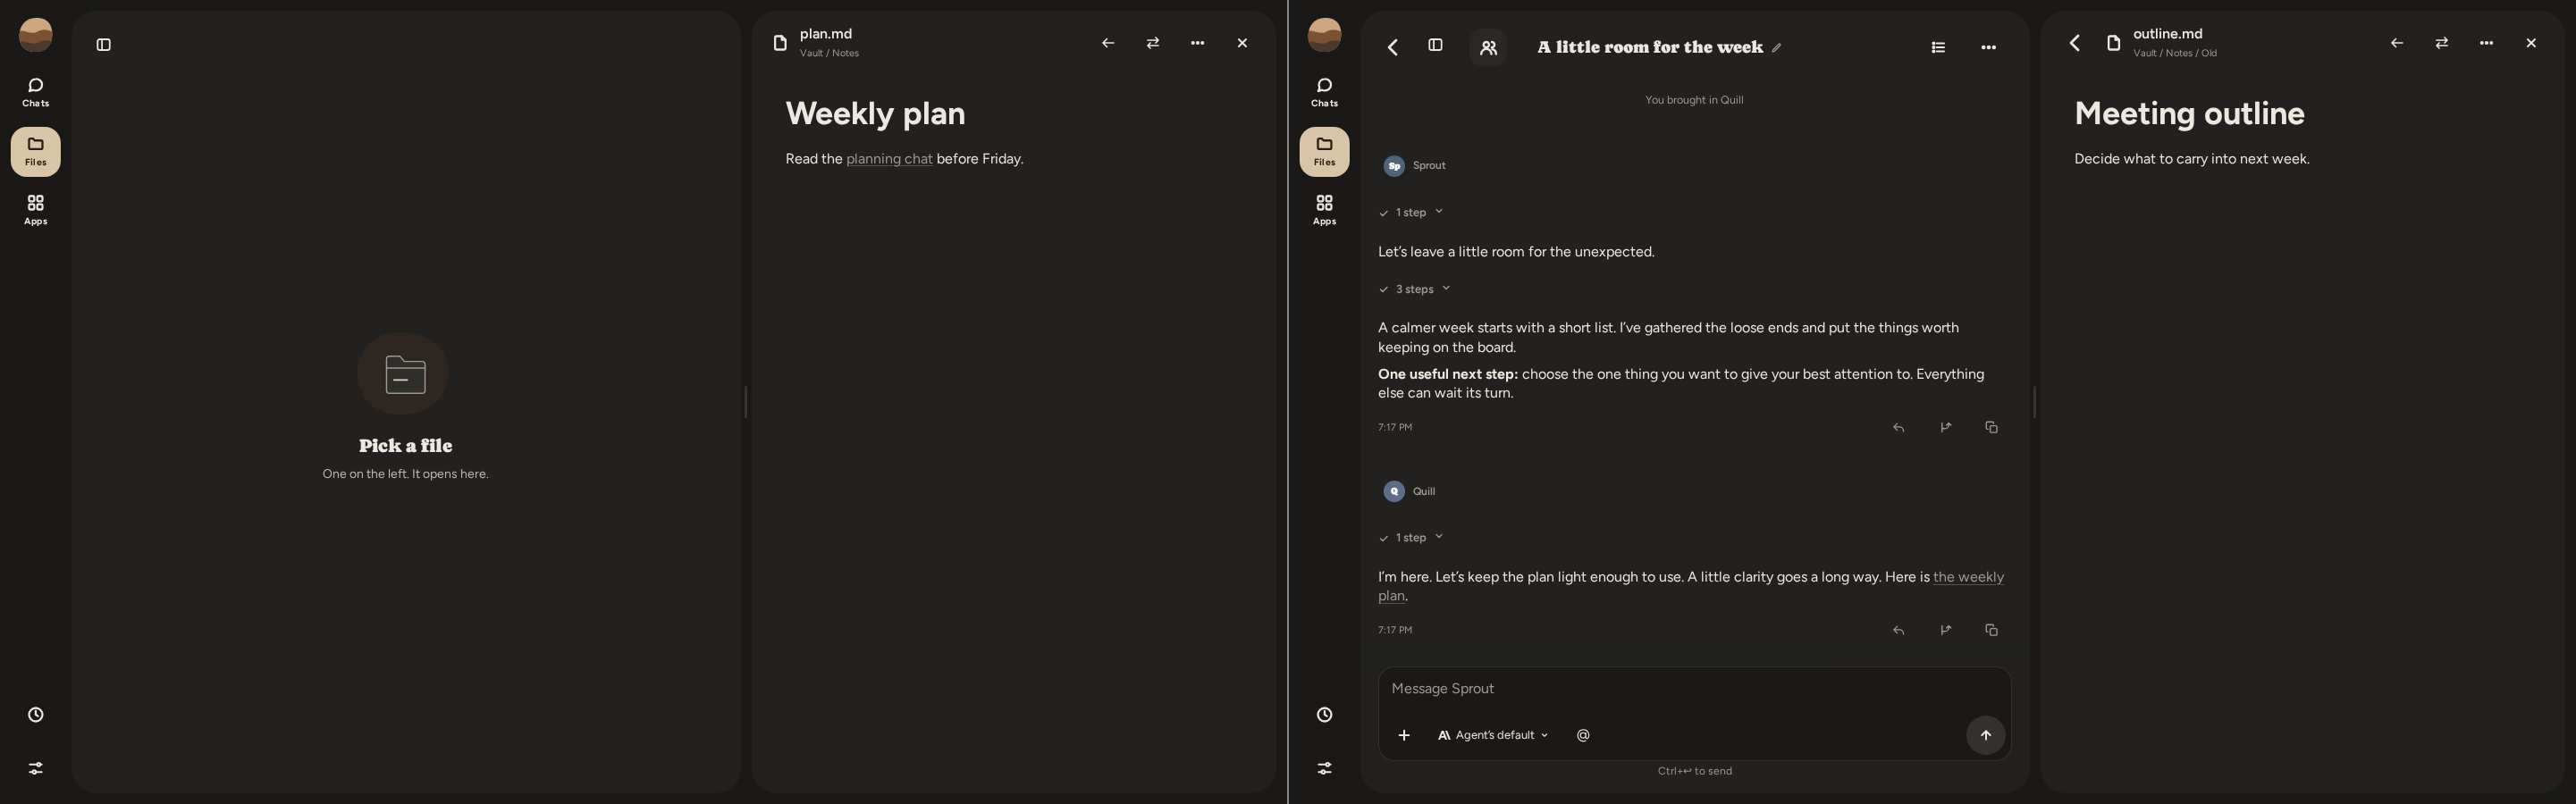 Chats
Files
Apps
Pick a file
One on the left. It opens here.
plan.md
Vault / Notes
Weekly plan
Read the planning chat before Friday.
Chats
Files
Apps
A little room for the week
You brought in Quill
Sp Sprout
1 step
Let’s leave a little room for the unexpected.
3 steps
A calmer week starts with a short list. I’ve gathered the loose ends and put the things worth
keeping on the board.
One useful next step: choose the one thing you want to give your best attention to. Everything
else can wait its turn.
7:17 PM
Q Quill
1 step
I’m here. Let’s keep the plan light enough to use. A little clarity goes a long way. Here is the weekly
plan.
7:17 PM
Message Sprout
A\ Agent’s default
@
Ctrl+↩ to send
outline.md
Vault / Notes / Old
Meeting outline
Decide what to carry into next week.